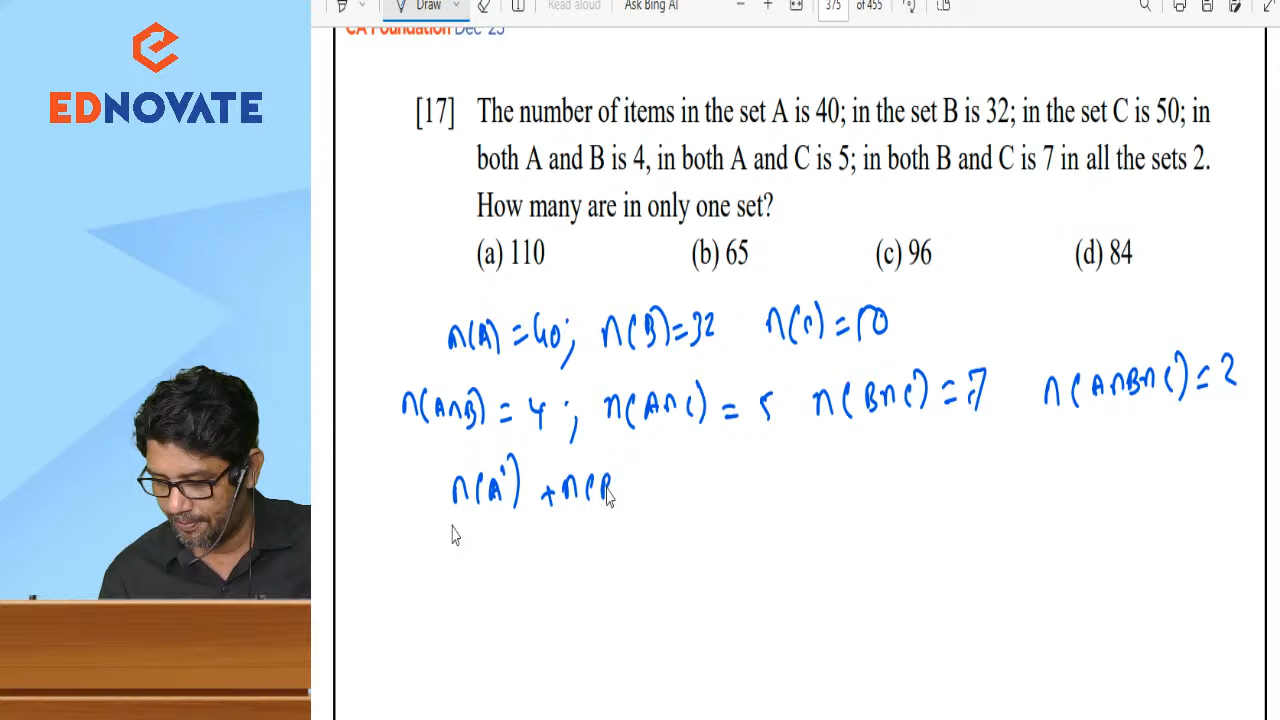 Draw
Read aloud
Ask Bing AI
375
of 455
EDNOVATE
CA Foundation Dec'23
[17] The number of items in the set A is 40; in the set B is 32; in the set C is 50; in
both A and B is 4, in both A and C is 5; in both B and C is 7 in all the sets 2.
How many are in only one set?
(a) 110 (b) 65 (c) 96 (d) 84
n(A) = 40; n(B) = 32 n(C) = 50
n(A∩B) = 4; n(A∩C) = 5 n(B∩C) = 7 n(A∩B∩C) = 2
n(A') + n(B